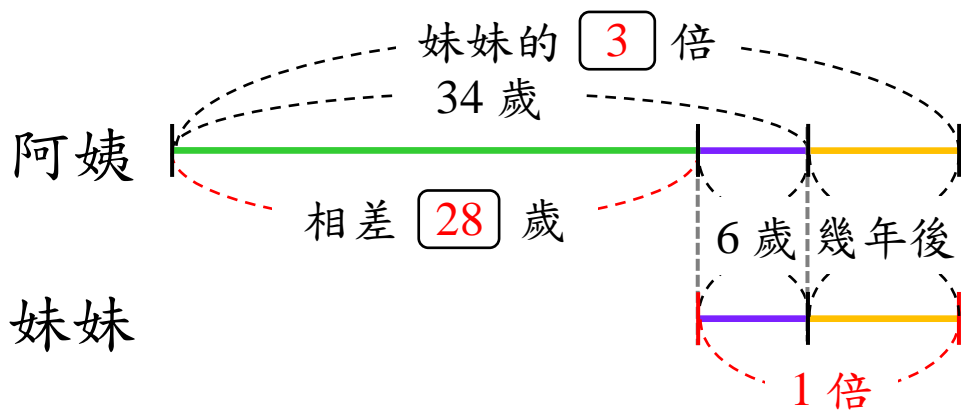 妹妹的 3 倍
34 歲
阿姨
相差 28 歲
6 歲 幾年後
妹妹
1 倍